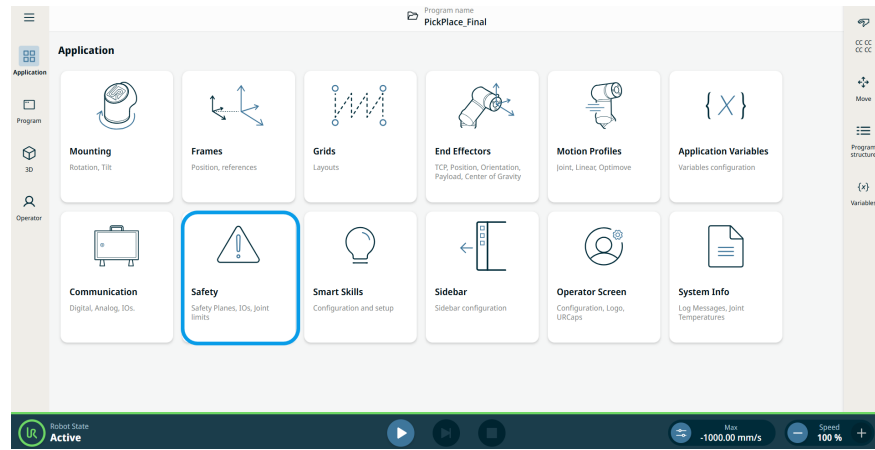 Program name
PickPlace_Final
Application
Application
Program
3D
Operator
Mounting
Rotation, Tilt
Frames
Position, references
Grids
Layouts
End Effectors
TCP, Position, Orientation,
Payload, Center of Gravity
Motion Profiles
Joint, Linear, Optimove
Application Variables
Variables configuration
Communication
Digital, Analog, IOs.
Safety
Safety Planes, IOs, Joint
limits
Smart Skills
Configuration and setup
Sidebar
Sidebar configuration
Operator Screen
Configuration, Logo,
URCaps
System Info
Log Messages, Joint
Temperatures
CC CC
CC CC
Move
Program
structure
{x}
Variables
Robot State
Active
Max
-1000.00 mm/s
Speed
100 %